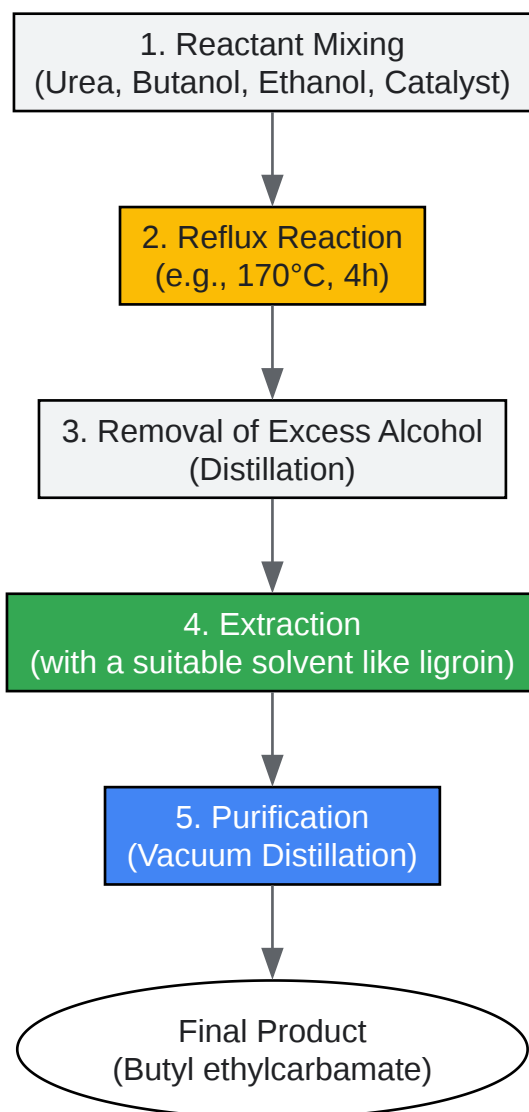 1. Reactant Mixing
(Urea, Butanol, Ethanol, Catalyst)
2. Reflux Reaction
(e.g., 170°C, 4h)
3. Removal of Excess Alcohol
(Distillation)
4. Extraction
(with a suitable solvent like ligroin)
5. Purification
(Vacuum Distillation)
Final Product
(Butyl ethylcarbamate)